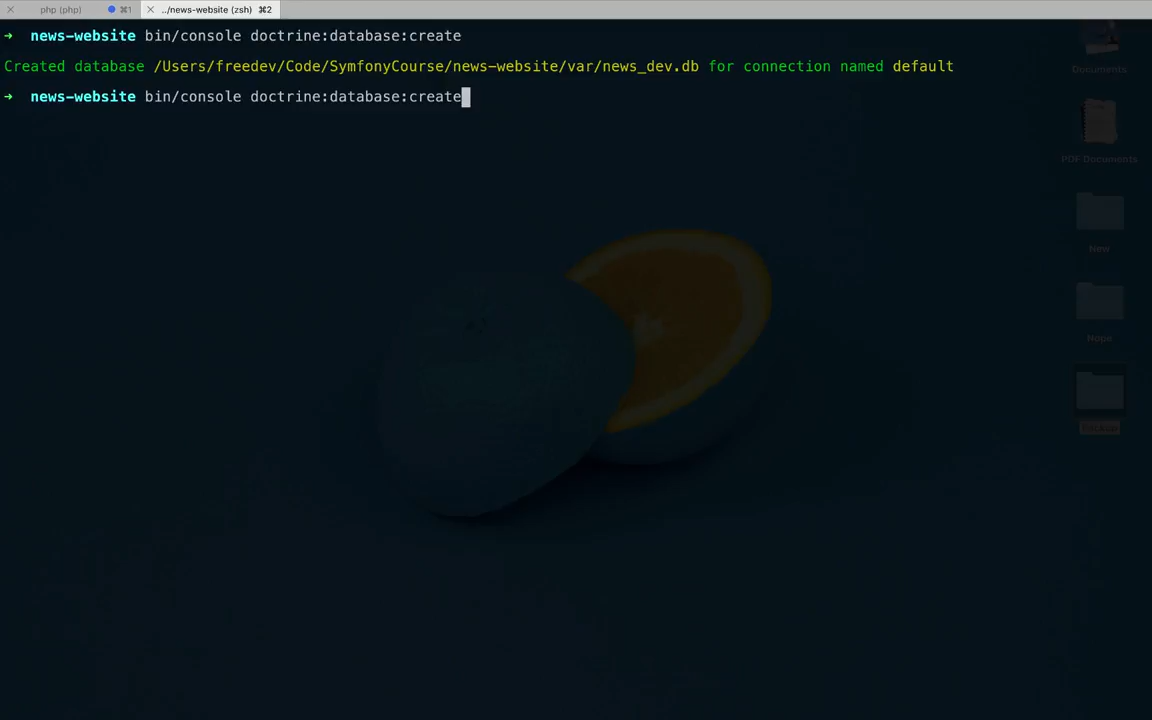 php (php) ⌘1 ../news-website (zsh) ⌘2
→ news-website bin/console doctrine:database:create
Created database /Users/freedev/Code/SymfonyCourse/news-website/var/news_dev.db for connection named default
→ news-website bin/console doctrine:database:create
Documents
PDF Documents
New
Nope